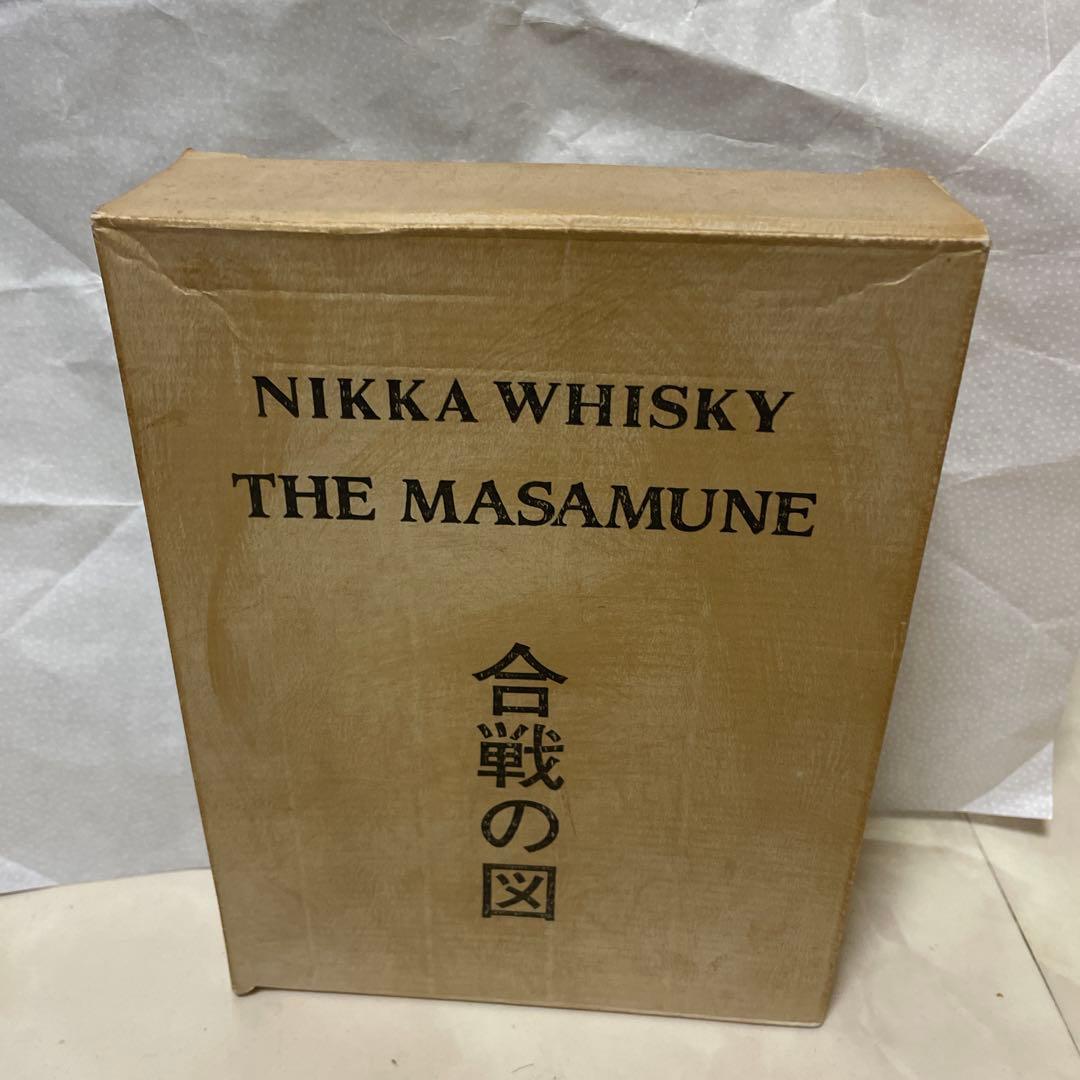 NIKKA WHISKY
THE MASAMUNE
合戦の図